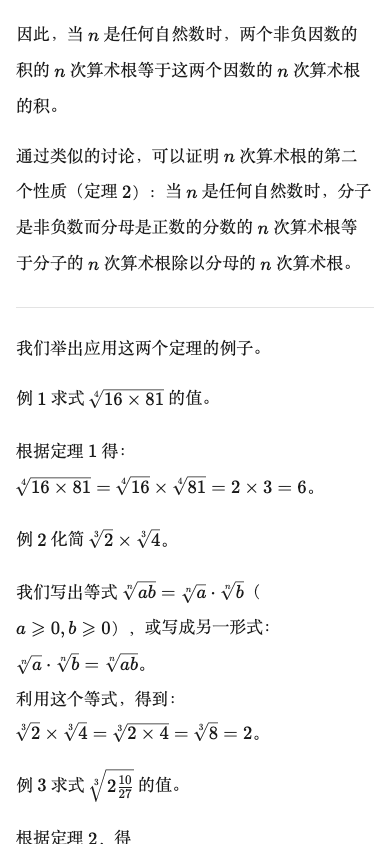 因此，当 n 是任何自然数时，两个非负因数的
积的 n 次算术根等于这两个因数的 n 次算术根
的积。
通过类似的讨论，可以证明 n 次算术根的第二
个性质（定理 2）：当 n 是任何自然数时，分子
是非负数而分母是正数的分数的 n 次算术根等
于分子的 n 次算术根除以分母的 n 次算术根。
我们举出应用这两个定理的例子。
例 1 求式 ∜(16 × 81) 的值。
根据定理 1 得：
∜(16 × 81) = ∜16 × ∜81 = 2 × 3 = 6。
例 2 化简 ∛2 × ∛4。
我们写出等式 ⁿ√(ab) = ⁿ√a · ⁿ√b（
a ⩾ 0, b ⩾ 0），或写成另一形式：
ⁿ√a · ⁿ√b = ⁿ√(ab)。
利用这个等式，得到：
∛2 × ∛4 = ∛(2 × 4) = ∛8 = 2。
例 3 求式 ∛(2 10/27) 的值。
根据定理 2，得